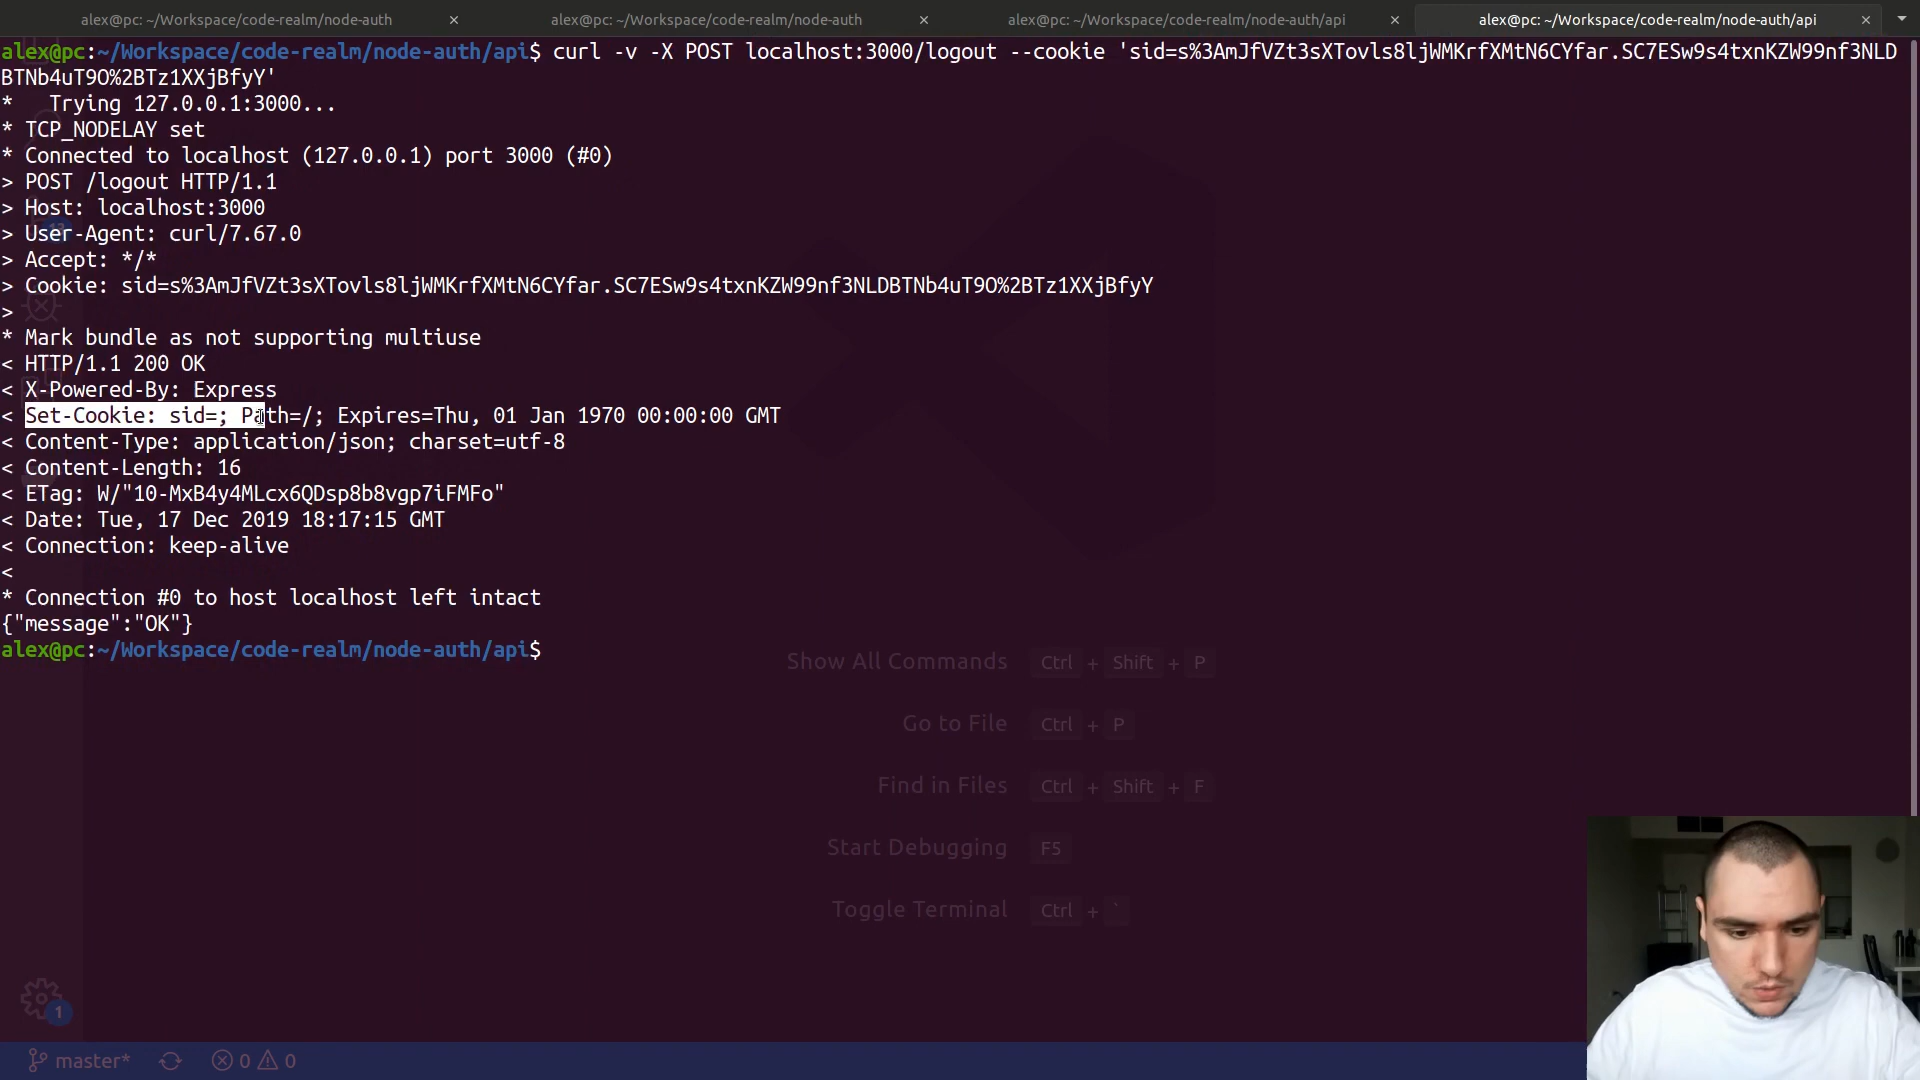 alex@pc: ~/Workspace/code-realm/node-auth × alex@pc: ~/Workspace/code-realm/node-auth × alex@pc: ~/Workspace/code-realm/node-auth/api × alex@pc: ~/Workspace/code-realm/node-auth/api ×
alex@pc:~/Workspace/code-realm/node-auth/api$ curl -v -X POST localhost:3000/logout --cookie 'sid=s%3AmJfVZt3sXTovls8ljWMKrfXMtN6CYfar.SC7ESw9s4txnKZW99nf3NLD
BTNb4uT9O%2BTz1XXjBfyY'
*   Trying 127.0.0.1:3000...
* TCP_NODELAY set
* Connected to localhost (127.0.0.1) port 3000 (#0)
> POST /logout HTTP/1.1
> Host: localhost:3000
> User-Agent: curl/7.67.0
> Accept: */*
> Cookie: sid=s%3AmJfVZt3sXTovls8ljWMKrfXMtN6CYfar.SC7ESw9s4txnKZW99nf3NLDBTNb4uT9O%2BTz1XXjBfyY
>
* Mark bundle as not supporting multiuse
< HTTP/1.1 200 OK
< X-Powered-By: Express
< Set-Cookie: sid=; Path=/; Expires=Thu, 01 Jan 1970 00:00:00 GMT
< Content-Type: application/json; charset=utf-8
< Content-Length: 16
< ETag: W/"10-MxB4y4MLcx6QDsp8b8vgp7iFMFo"
< Date: Tue, 17 Dec 2019 18:17:15 GMT
< Connection: keep-alive
<
* Connection #0 to host localhost left intact
{"message":"OK"}
alex@pc:~/Workspace/code-realm/node-auth/api$
Show All Commands Ctrl + Shift + P
Go to File Ctrl + P
Find in Files Ctrl + Shift + F
Start Debugging F5
Toggle Terminal Ctrl + `
1
master* 0 0